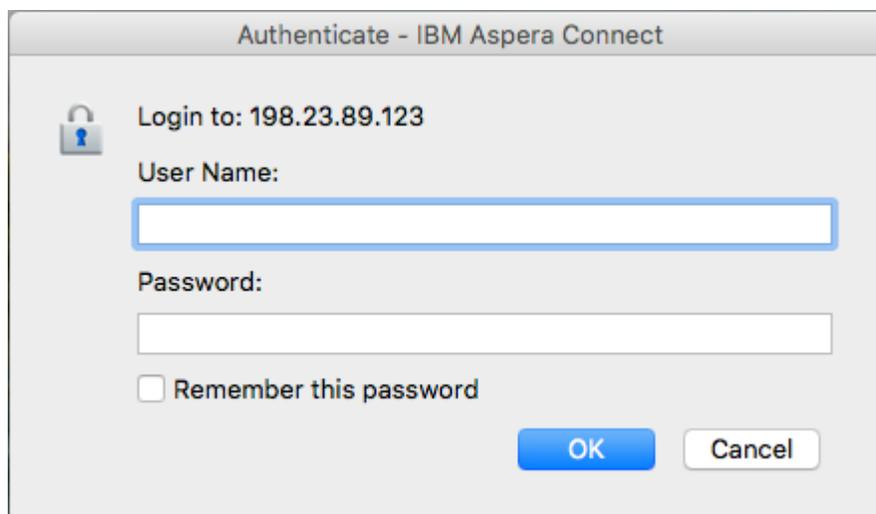 Authenticate - IBM Aspera Connect
Login to: 198.23.89.123
User Name:
Password:
Remember this password
OK
Cancel